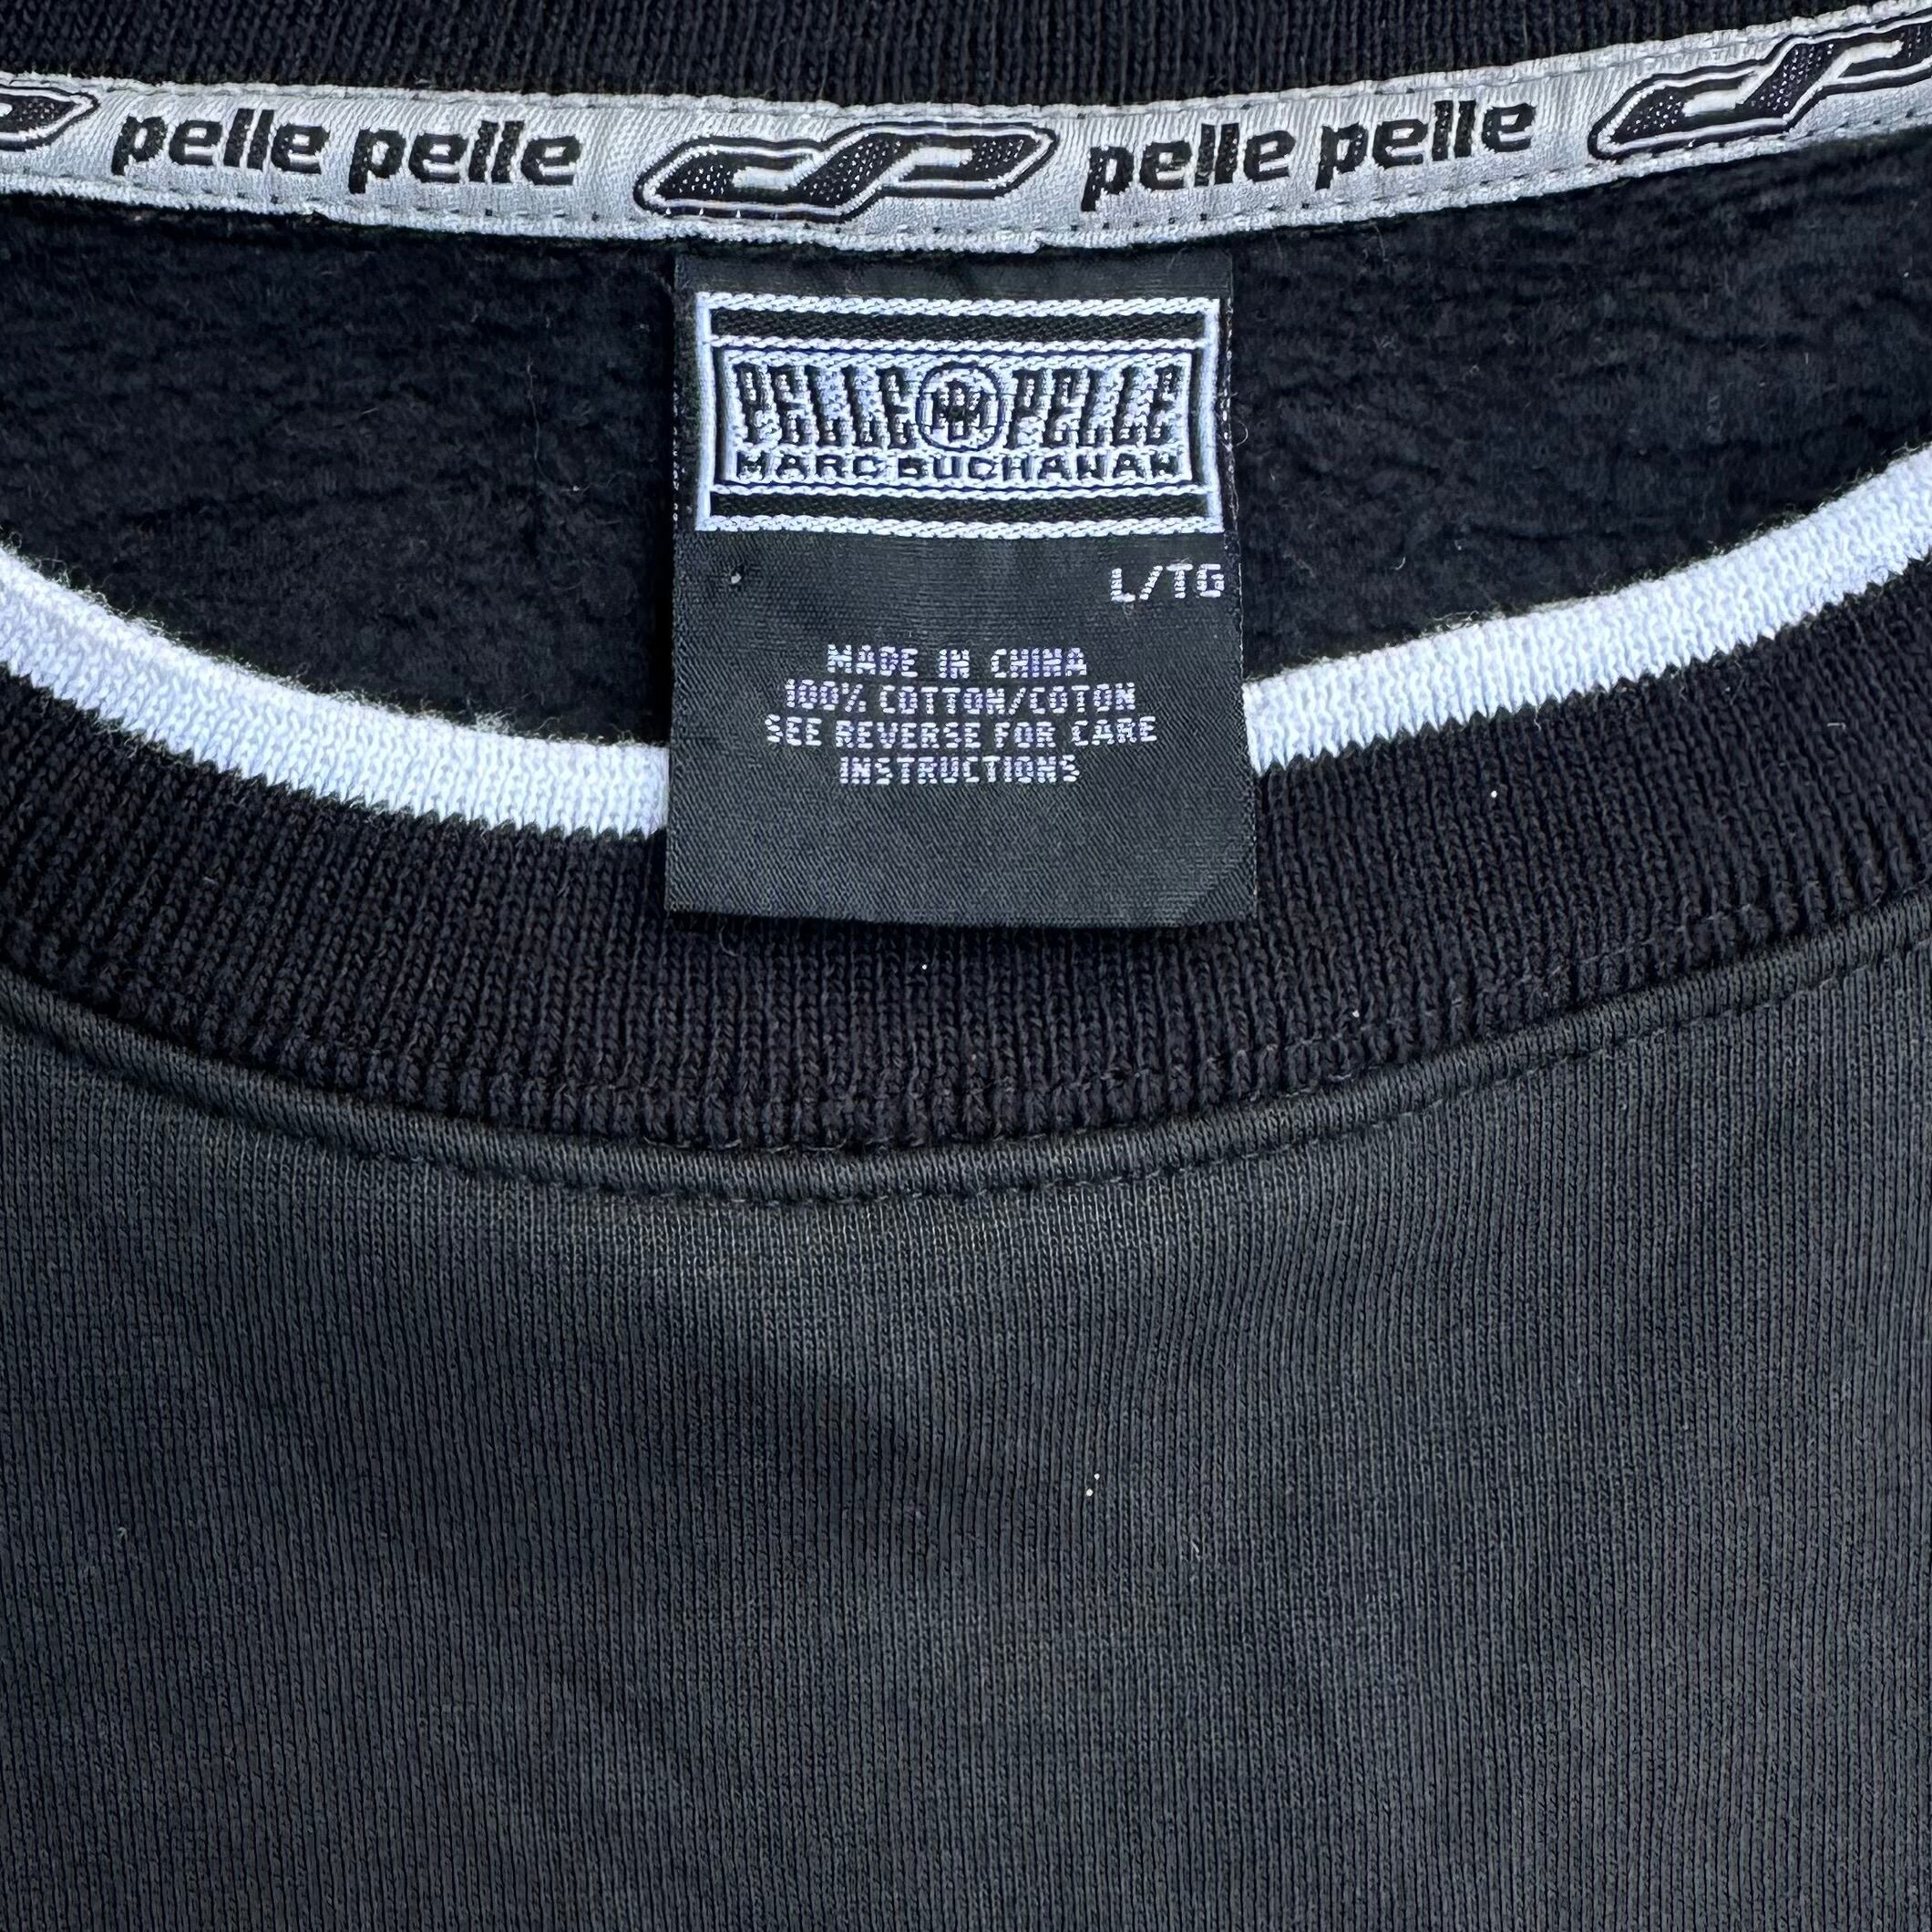 pelle pelle pelle pelle
PELLE MB PELLE
MARC BUCHANAN
L/TG
MADE IN CHINA
100% COTTON/COTON
SEE REVERSE FOR CARE
INSTRUCTIONS